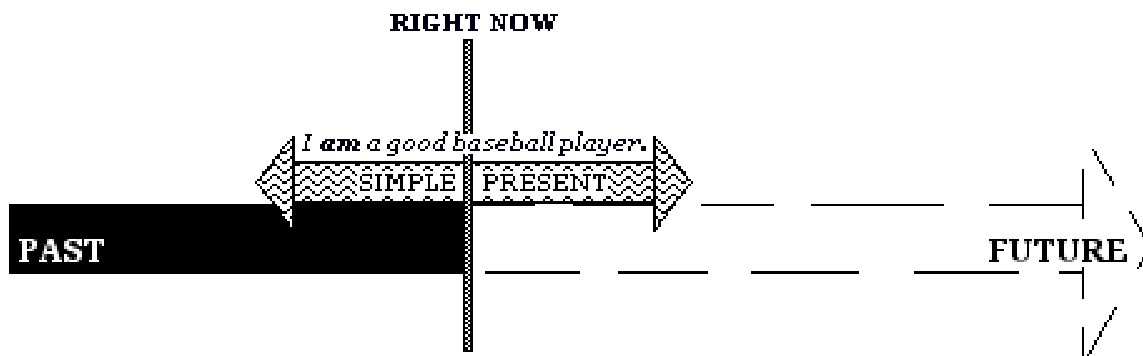 RIGHT NOW
I am a good baseball player.
SIMPLE PRESENT
PAST
FUTURE